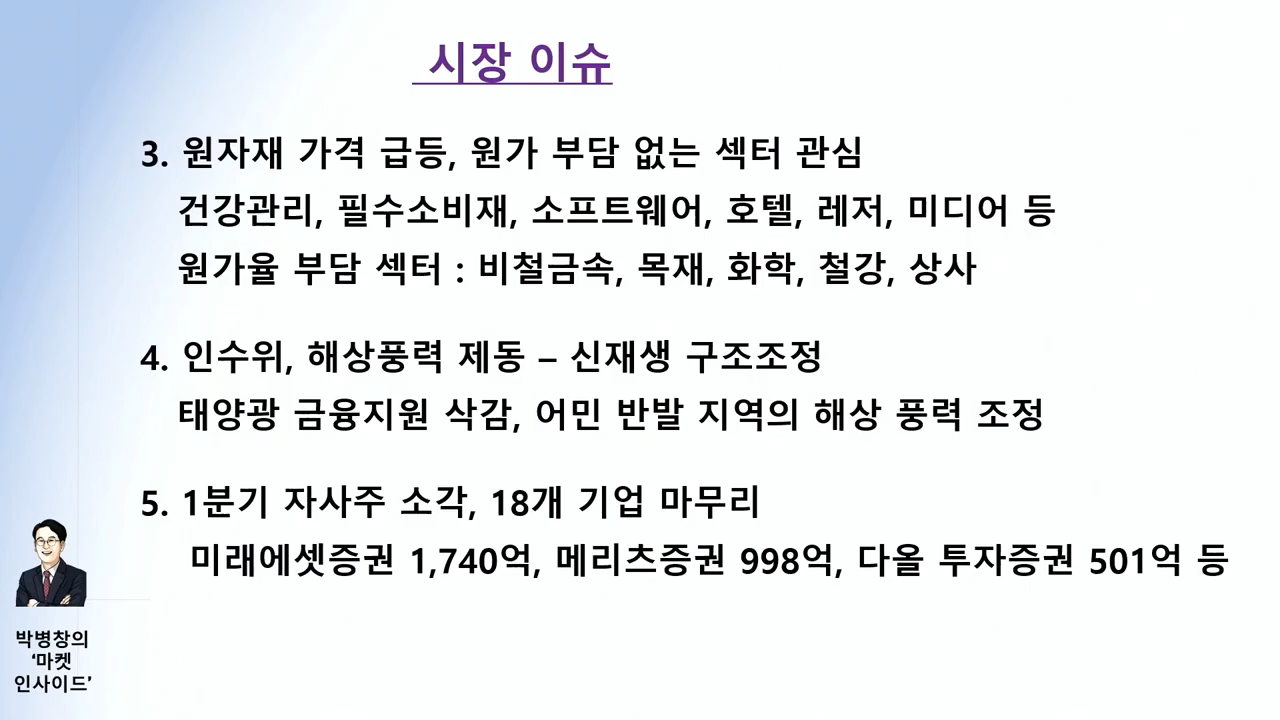 시장 이슈
3. 원자재 가격 급등, 원가 부담 없는 섹터 관심
건강관리, 필수소비재, 소프트웨어, 호텔, 레저, 미디어 등
원가율 부담 섹터 : 비철금속, 목재, 화학, 철강, 상사
4. 인수위, 해상풍력 제동 – 신재생 구조조정
태양광 금융지원 삭감, 어민 반발 지역의 해상 풍력 조정
5. 1분기 자사주 소각, 18개 기업 마무리
미래에셋증권 1,740억, 메리츠증권 998억, 다올 투자증권 501억 등
박병창의
‘마켓
인사이드’